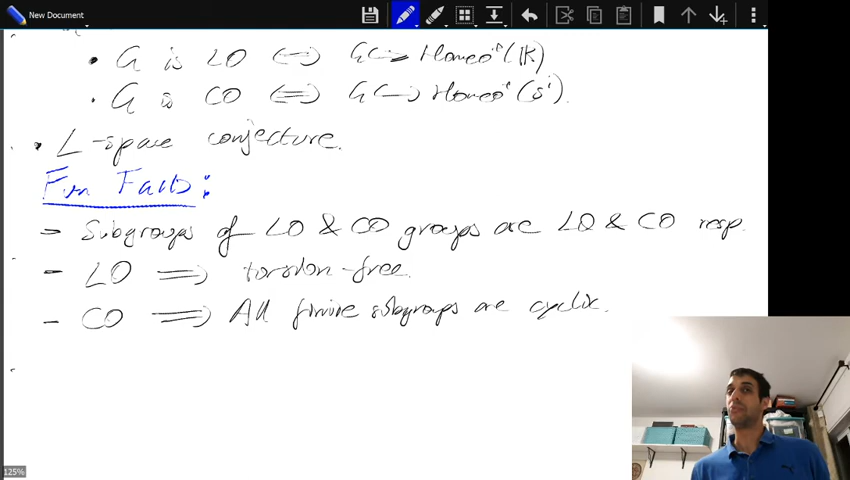 New Document
• G is LO ⟺ G ↪ Homeo⁺(ℝ)
• G is CO ⟺ G ↪ Homeo⁺(S¹).
• L-space conjecture.
Fun Facts:
- Subgroups of LO & CO groups are LO & CO resp.
- LO ⟹ torsion-free.
- CO ⟹ All finite subgroups are cyclic.
125%